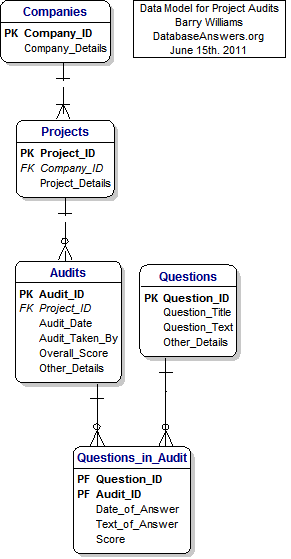 Companies
PK Company_ID
Company_Details
Data Model for Project Audits
Barry Williams
DatabaseAnswers.org
June 15th. 2011
Projects
PK Project_ID
FK Company_ID
Project_Details
Audits
PK Audit_ID
FK Project_ID
Audit_Date
Audit_Taken_By
Overall_Score
Other_Details
Questions
PK Question_ID
Question_Title
Question_Text
Other_Details
Questions_in_Audit
PF Question_ID
PF Audit_ID
Date_of_Answer
Text_of_Answer
Score